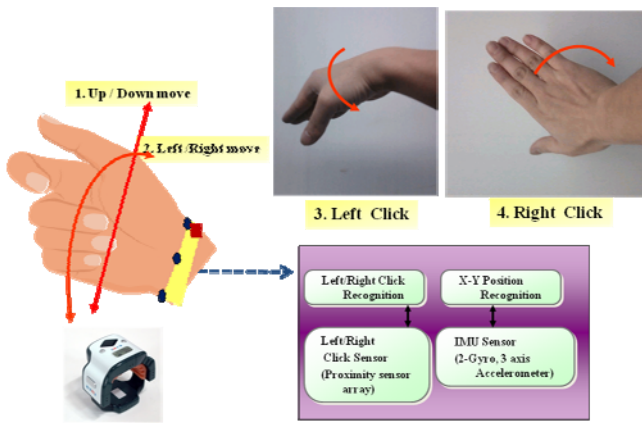 1. Up / Down move
2. Left /Right move
3. Left Click
4. Right Click
Left/Right Click
Recognition
X-Y Position
Recognition
Left/Right
Click Sensor
(Proximity sensor
array)
IMU Sensor
(2-Gyro, 3 axis
Accelerometer)